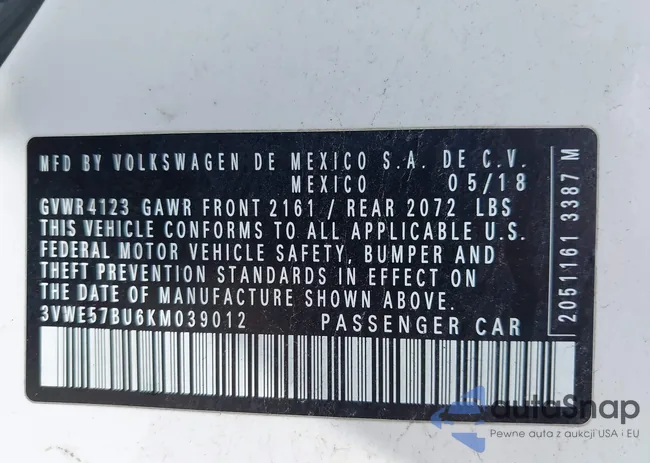 MFD BY VOLKSWAGEN DE MEXICO S.A. DE C.V.
MEXICO 05/18
GVWR 4123 GAWR FRONT 2161 / REAR 2072 LBS
THIS VEHICLE CONFORMS TO ALL APPLICABLE U.S.
FEDERAL MOTOR VEHICLE SAFETY, BUMPER AND
THEFT PREVENTION STANDARDS IN EFFECT ON
THE DATE OF MANUFACTURE SHOWN ABOVE.
3VWE57BU6KM039012 PASSENGER CAR
2051161 3387 M
autaSnap
Pewne auta z aukcji USA i EU